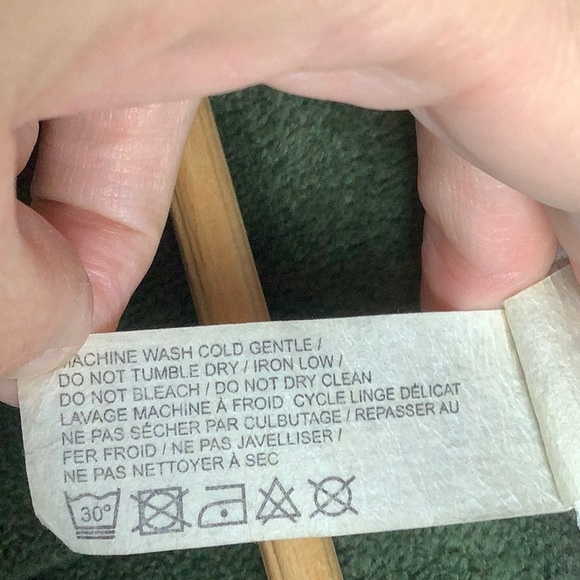 MACHINE WASH COLD GENTLE /
DO NOT TUMBLE DRY / IRON LOW /
DO NOT BLEACH / DO NOT DRY CLEAN
LAVAGE MACHINE À FROID CYCLE LINGE DÉLICAT
NE PAS SÉCHER PAR CULBUTAGE / REPASSER AU
FER FROID / NE PAS JAVELLISER /
NE PAS NETTOYER À SEC
30°